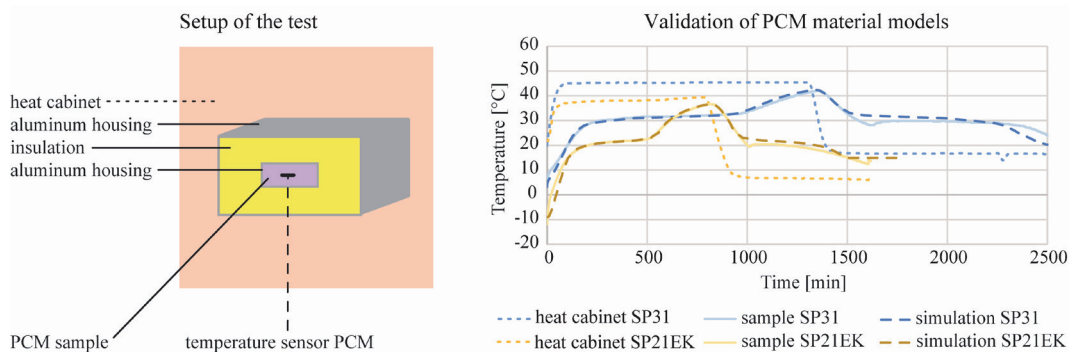 Setup of the test
heat cabinet
aluminum housing
insulation
aluminum housing
PCM sample
temperature sensor PCM
Validation of PCM material models
Temperature [°C]
60
50
40
30
20
10
0
-10
-20
0
500
1000
1500
2000
2500
Time [min]
heat cabinet SP31
sample SP31
simulation SP31
heat cabinet SP21EK
sample SP21EK
simulation SP21EK